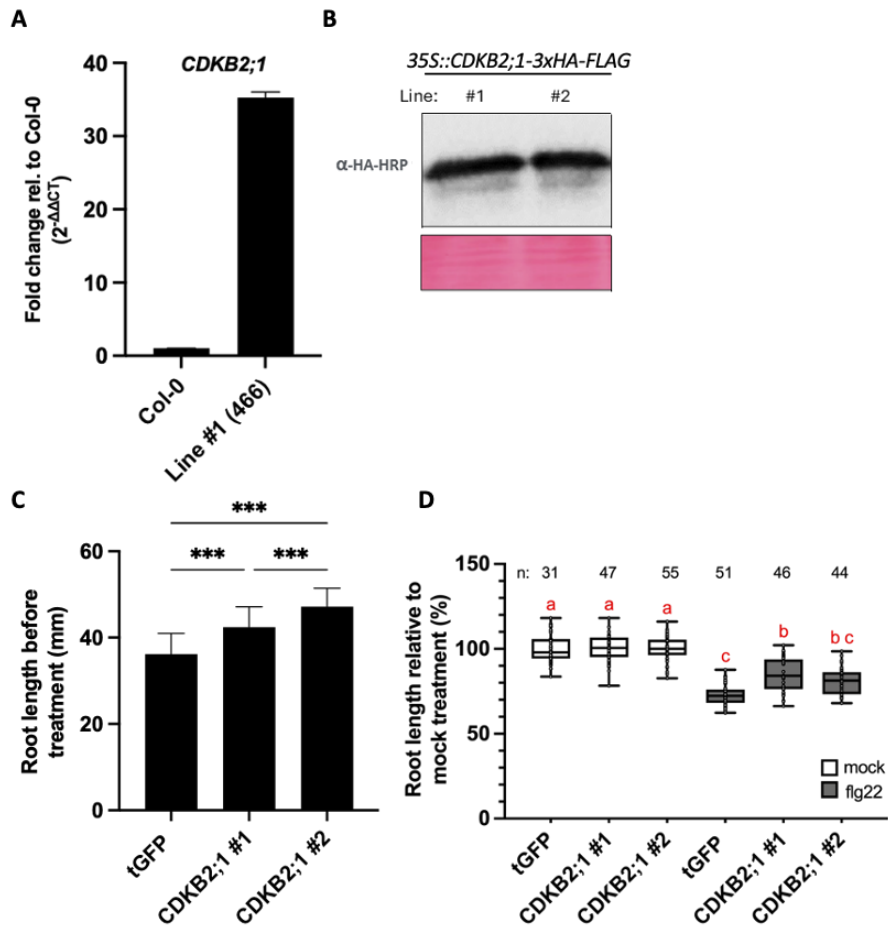 A
CDKB2;1
Fold change rel. to Col-0
(2-ΔΔCT)
40
30
20
10
0
Col-0
Line #1 (466)
B
35S::CDKB2;1-3xHA-FLAG
Line: #1 #2
α-HA-HRP
C
Root length before
treatment (mm)
60
40
20
0
***
*** ***
tGFP
CDKB2;1 #1
CDKB2;1 #2
D
Root length relative to
mock treatment (%)
150
100
50
0
n: 31 47 55 51 46 44
a a a c b b c
mock
flg22
tGFP
CDKB2;1 #1
CDKB2;1 #2
tGFP
CDKB2;1 #1
CDKB2;1 #2